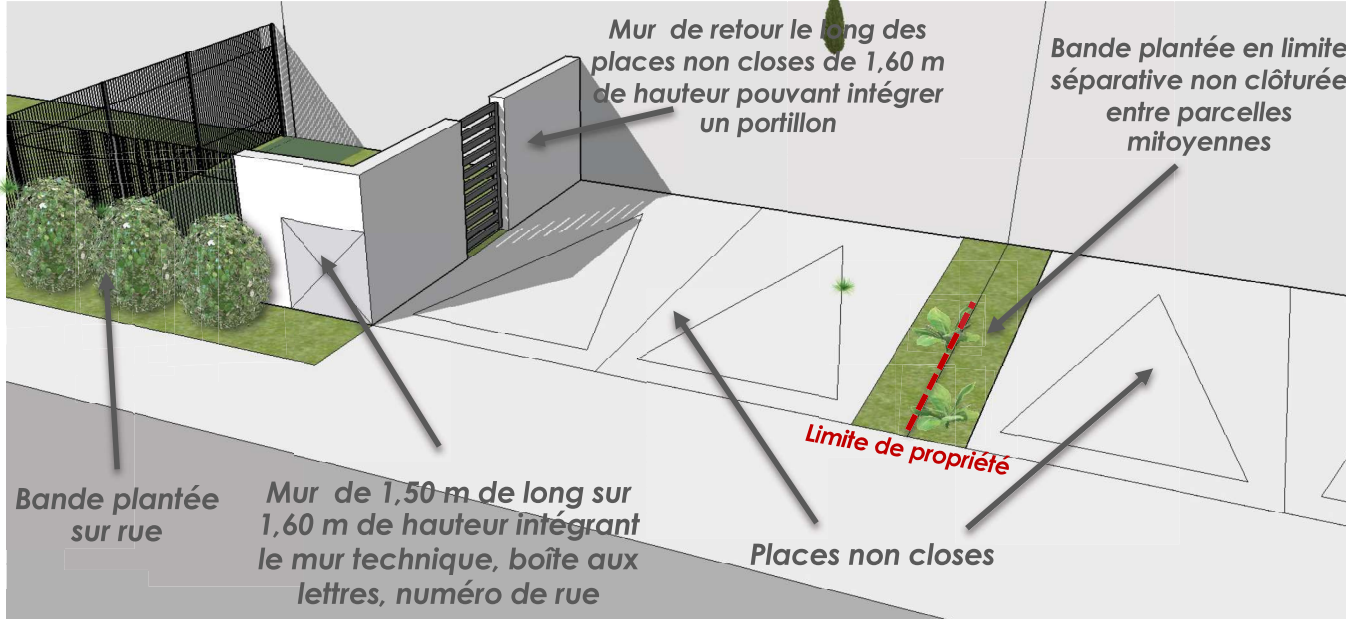 Mur de retour le long des
places non closes de 1,60 m
de hauteur pouvant intégrer
un portillon
Bande plantée en limite
séparative non clôturée
entre parcelles
mitoyennes
Limite de propriété
Bande plantée
sur rue
Mur de 1,50 m de long sur
1,60 m de hauteur intégrant
le mur technique, boîte aux
lettres, numéro de rue
Places non closes